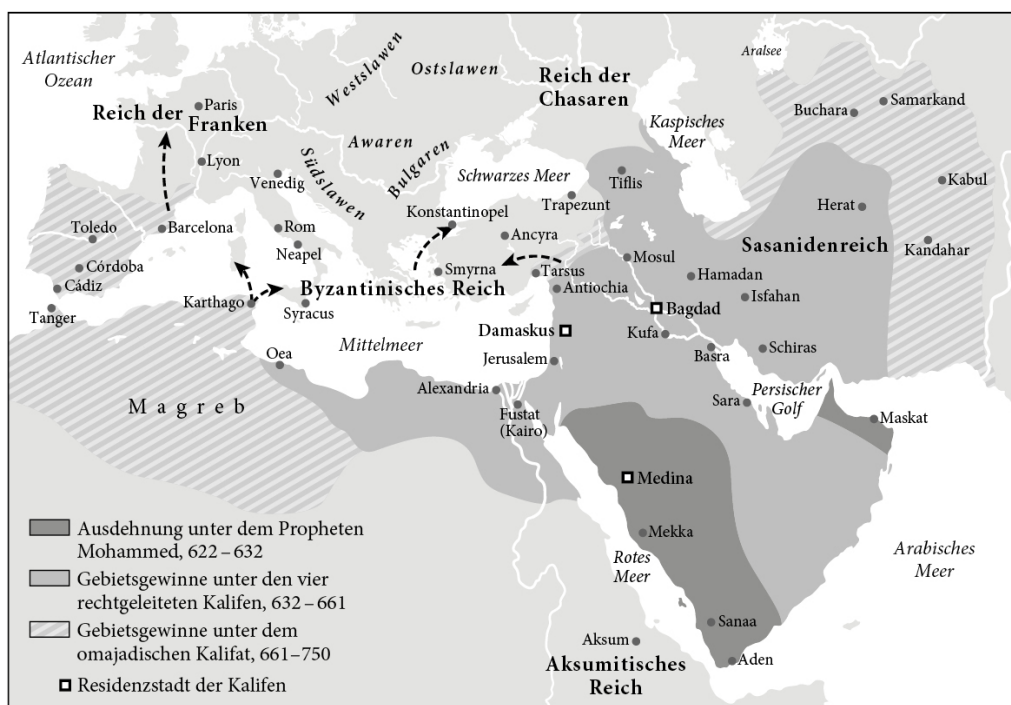 Atlantischer
Ozean
Westslawen
Ostslawen
Reich der
Chasaren
Aralsee
Buchara
Samarkand
Reich der
Franken
Paris
Awaren
Kaspisches
Meer
Lyon
Venedig
Südslawen
Bulgaren
Schwarzes Meer
Tiflis
Kabul
Trapezunt
Konstantinopel
Herat
Toledo
Barcelona
Rom
Neapel
Ancyra
Sasanidenreich
Kandahar
Córdoba
Cádiz
Smyrna
Tarsus
Mosul
Hamadan
Byzantinisches Reich
Antiochia
Isfahan
Tanger
Karthago
Syracus
Bagdad
Damaskus
Kufa
Mittelmeer
Jerusalem
Basra
Schiras
Oea
Alexandria
Persischer
Golf
Magreb
Fustat
(Kairo)
Sara
Maskat
Medina
Mekka
Rotes
Meer
Arabisches
Meer
Sanaa
Aksum
Aden
Aksumitisches
Reich
Ausdehnung unter dem Propheten
Mohammed, 622–632
Gebietsgewinne unter den vier
rechtgeleiteten Kalifen, 632–661
Gebietsgewinne unter dem
omajadischen Kalifat, 661–750
Residenzstadt der Kalifen